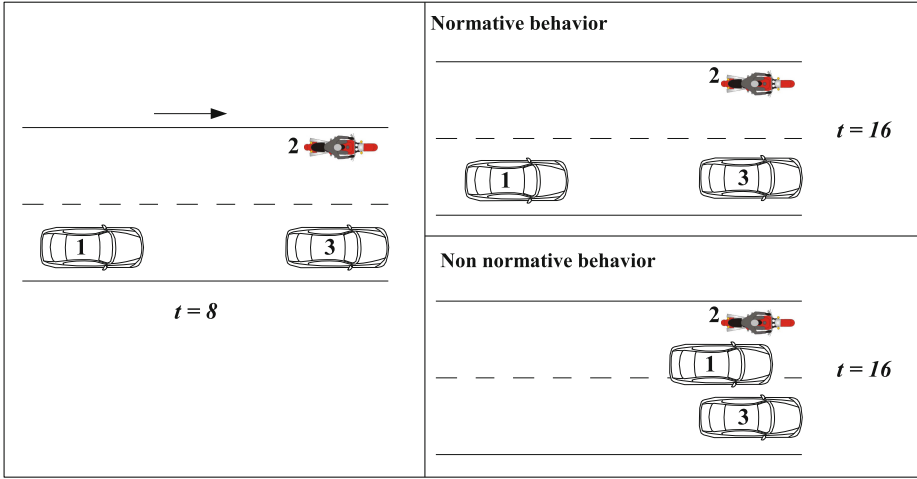 2
1
3
t = 8
Normative behavior
2
t = 16
1
3
Non normative behavior
2
1
t = 16
3